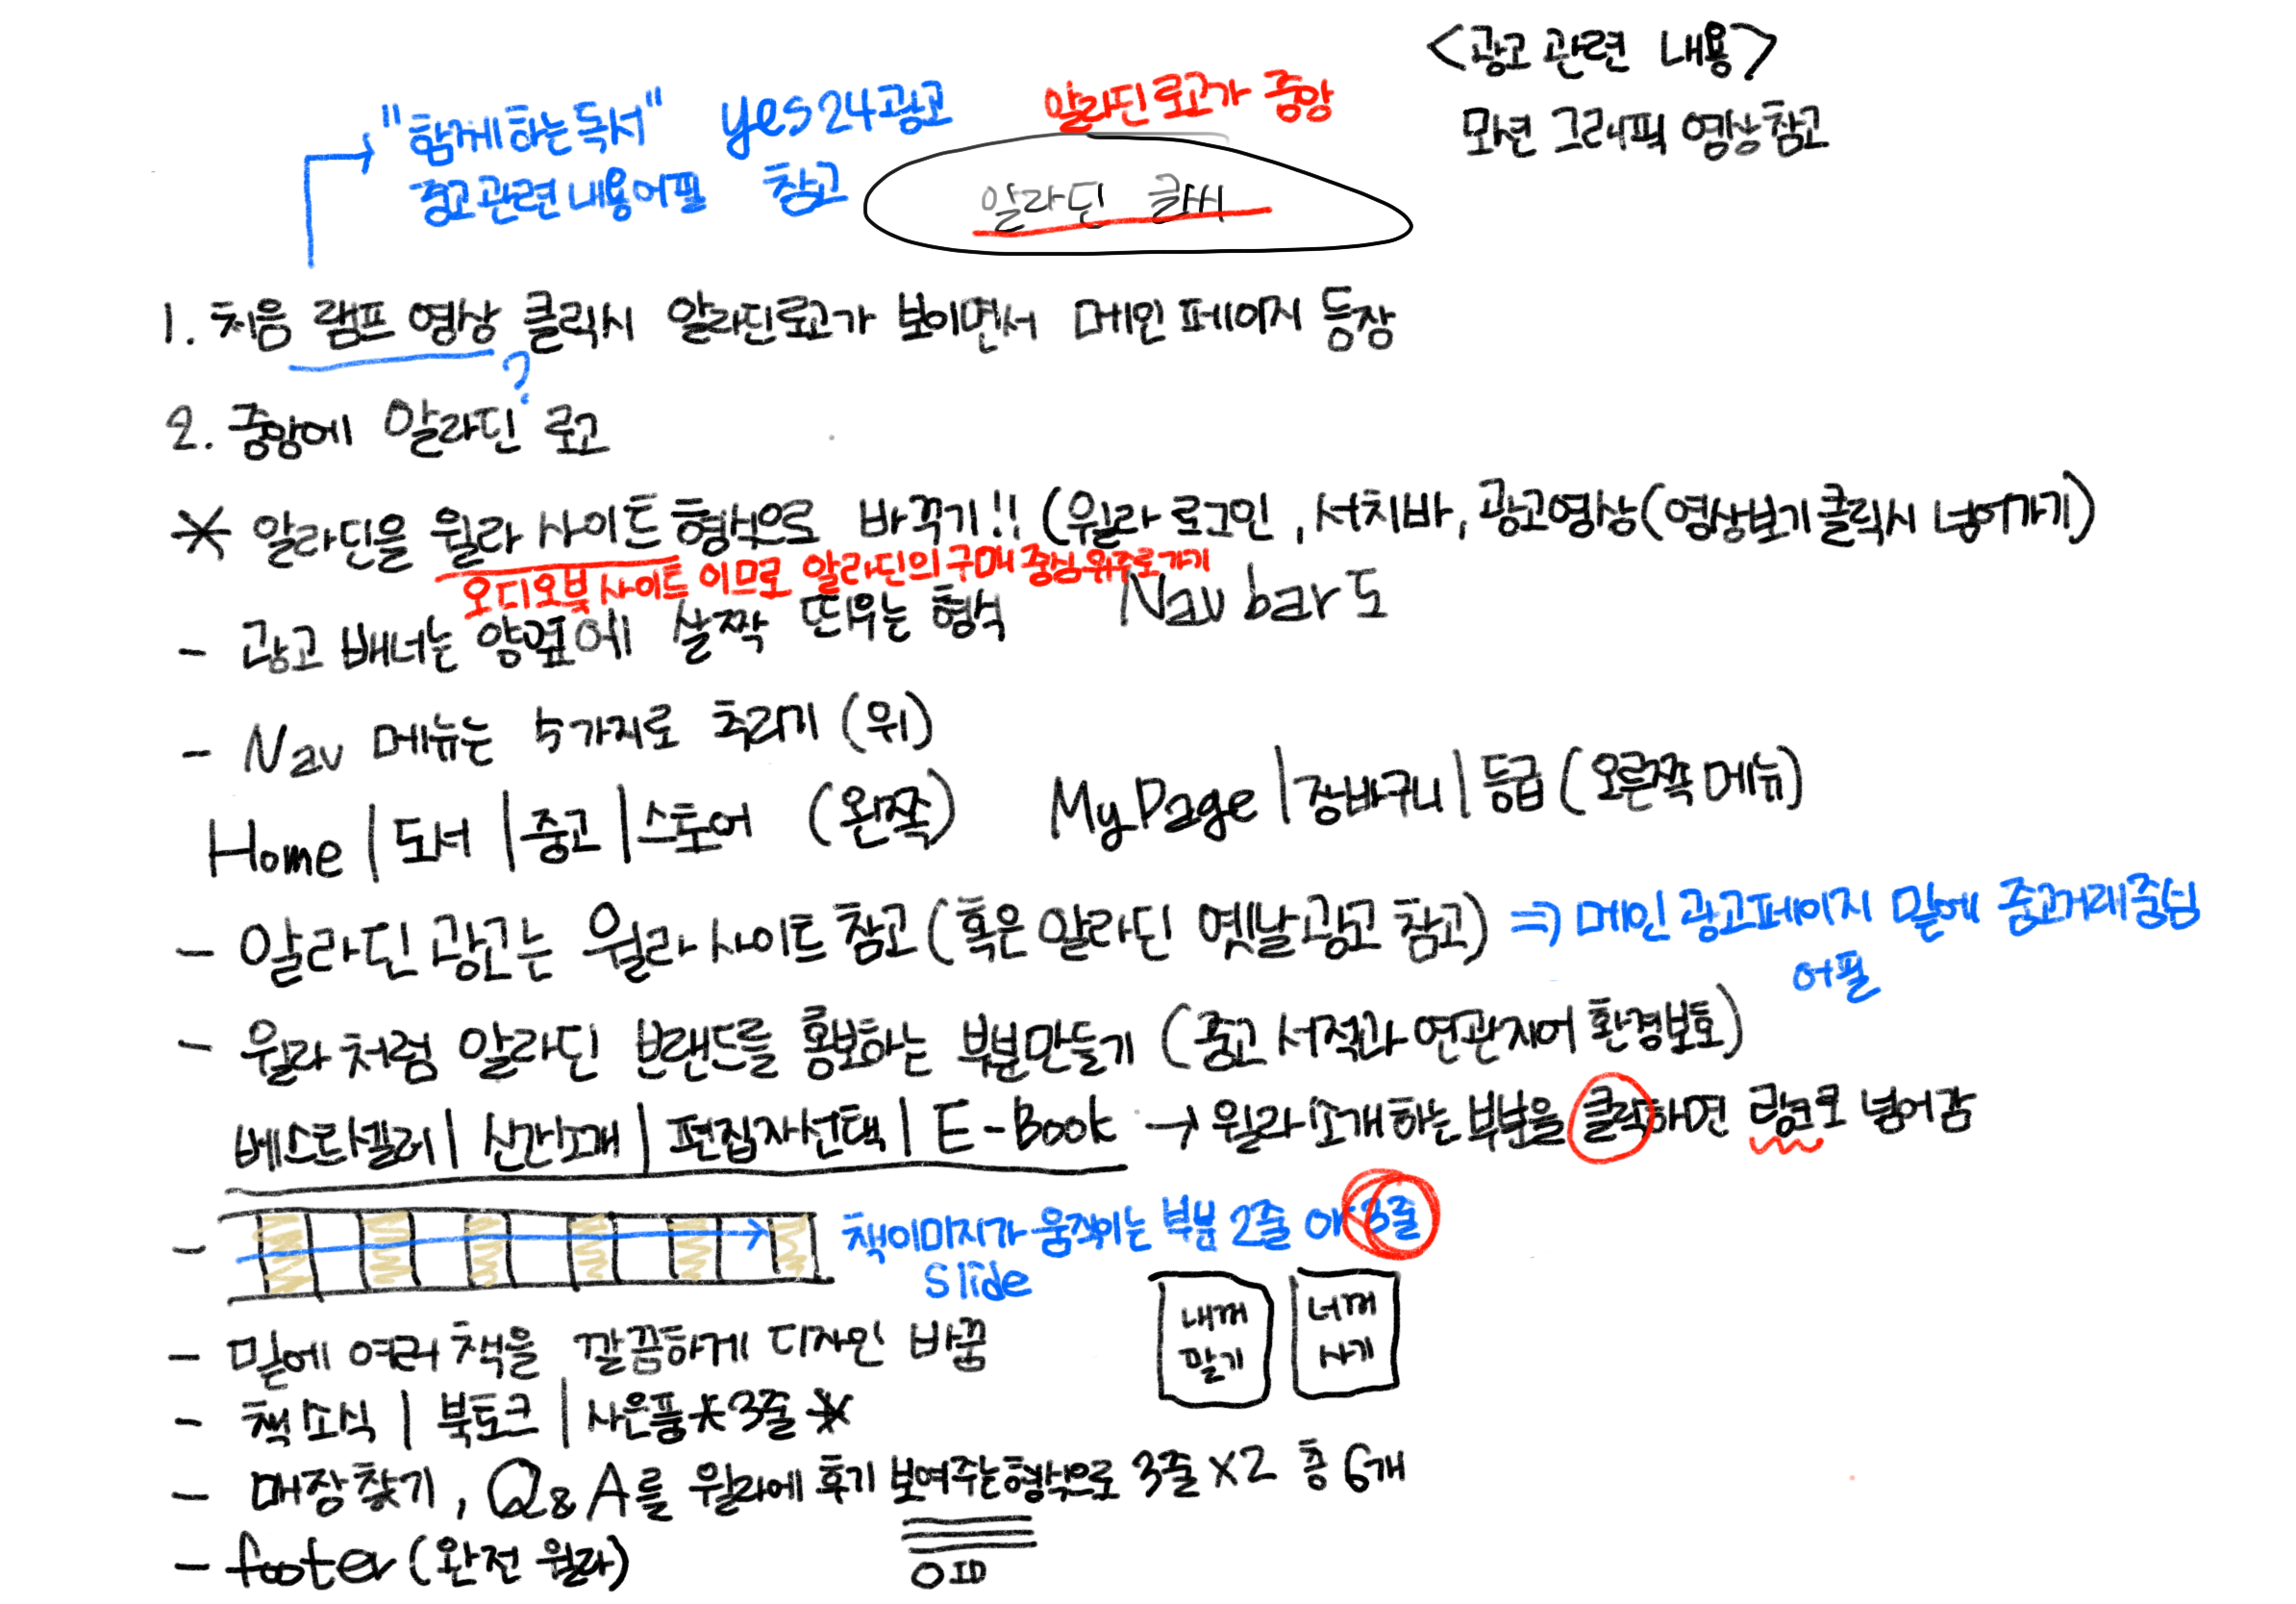 <광고 관련 내용>
모션 그래픽 영상참고
"함께하는독서" yes24광고 참고
중고관련내용어필
알라딘로고가 중앙
알라딘
1. 처음 램프 영상 클릭시 알라딘로고가 보이면서 메인페이지 등장
?
2. 중앙에 알라딘 로고
* 알라딘을 윌라 사이트 형식으로 바꾹기!! (윌라 로그인, 서치바, 광고영상(영상보기클릭시 넘어가기)
오디오북 사이트 이므로 알라딘의 구매 중심위주로가기
Nav bar도
- 광고 배너는 양옆에 살짝 띄우는 형식
- Nav 메뉴는 5가지로 추리기 (위)
Home | 도서 | 중고 | 스토어 (왼쪽) MyPage | 장바구니 | 등급 (오른쪽 메뉴)
- 알라딘 광고는 윌라 사이트 참고 (혹은 알라딘 옛날 광고 참고) ⇒ 메인 광고페이지 밑에 중고거래중심
어필
- 윌라처럼 알라딘 브랜드를 홍보하는 부분만들기 (중고 서적과 연관지어 환경보호)
베스트셀러 | 신간소개 | 편집자선택 | E-Book → 윌라소개하는 부분을 클릭하면 링크로 넘어감
- 책이미지가 움직이는 부분 2줄 or 3줄
Slide
내꺼
팔기
너꺼
사기
- 밑에 여러 책을 깔끔하게 디자인 바꿈
- 책소식 | 북토크 | 사은품 * 3줄 *
- 매장찾기, Q&A를 윌라에 후기 보여주는형식으로 3줄 X2 총 6개
O ID
- footer (완전 윌라)